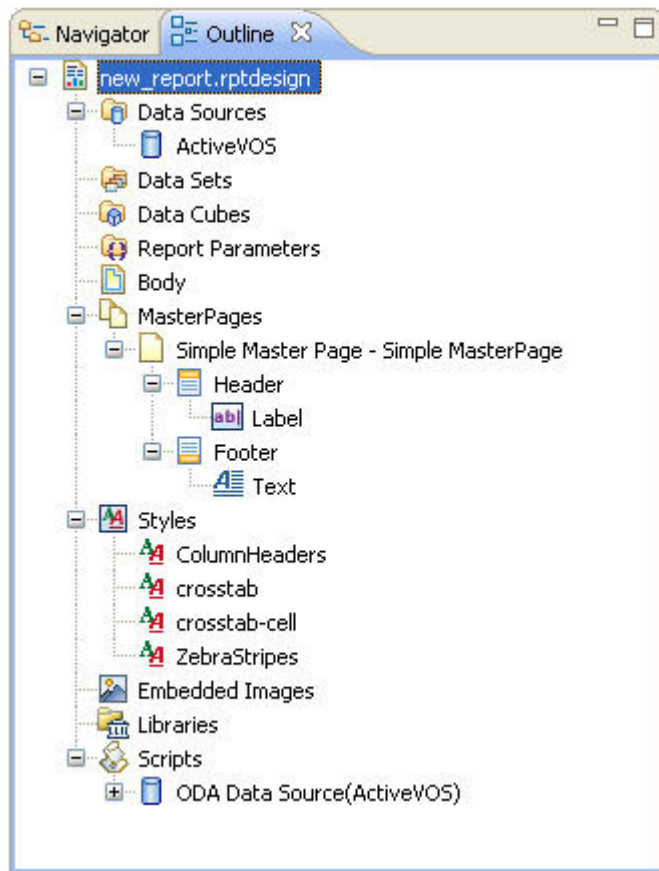 Navigator Outline
new_report.rptdesign
Data Sources
ActiveVOS
Data Sets
Data Cubes
Report Parameters
Body
MasterPages
Simple Master Page - Simple MasterPage
Header
ab Label
Footer
A Text
Styles
ColumnHeaders
crosstab
crosstab-cell
ZebraStripes
Embedded Images
Libraries
Scripts
ODA Data Source(ActiveVOS)